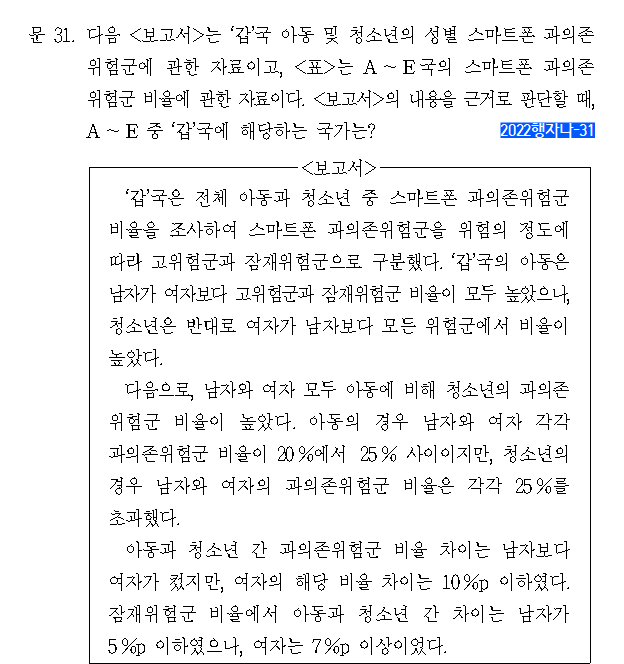 문 31. 다음 <보고서>는 ‘갑’국 아동 및 청소년의 성별 스마트폰 과의존
위험군에 관한 자료이고, <표>는 A ~ E국의 스마트폰 과의존
위험군 비율에 관한 자료이다. <보고서>의 내용을 근거로 판단할 때,
A ~ E 중 ‘갑’국에 해당하는 국가는? 2022행자나-31
<보고서>
‘갑’국은 전체 아동과 청소년 중 스마트폰 과의존위험군
비율을 조사하여 스마트폰 과의존위험군을 위험의 정도에
따라 고위험군과 잠재위험군으로 구분했다. ‘갑’국의 아동은
남자가 여자보다 고위험군과 잠재위험군 비율이 모두 높았으나,
청소년은 반대로 여자가 남자보다 모든 위험군에서 비율이
높았다.
다음으로, 남자와 여자 모두 아동에 비해 청소년의 과의존
위험군 비율이 높았다. 아동의 경우 남자와 여자 각각
과의존위험군 비율이 20 %에서 25 % 사이이지만, 청소년의
경우 남자와 여자의 과의존위험군 비율은 각각 25 %를
초과했다.
아동과 청소년 간 과의존위험군 비율 차이는 남자보다
여자가 컸지만, 여자의 해당 비율 차이는 10 %p 이하였다.
잠재위험군 비율에서 아동과 청소년 간 차이는 남자가
5 %p 이하였으나, 여자는 7 %p 이상이었다.